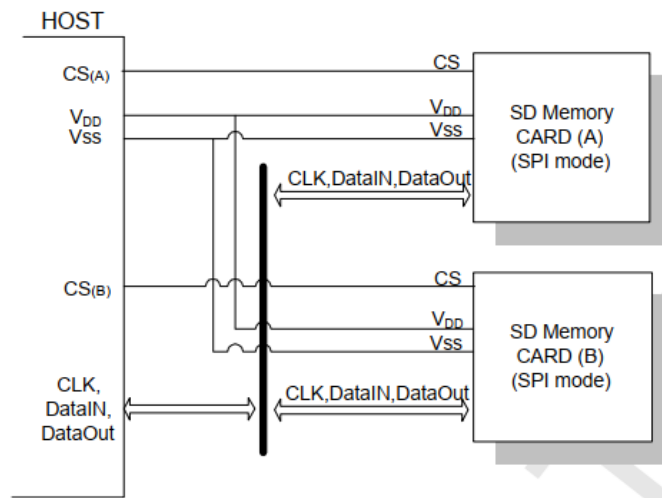 HOST
CS(A)
VDD
VSS
CS
VDD
VSS
SD Memory
CARD (A)
(SPI mode)
CLK,DataIN,DataOut
CS(B)
CS
VDD
VSS
SD Memory
CARD (B)
(SPI mode)
CLK,
DataIN,
DataOut
CLK,DataIN,DataOut